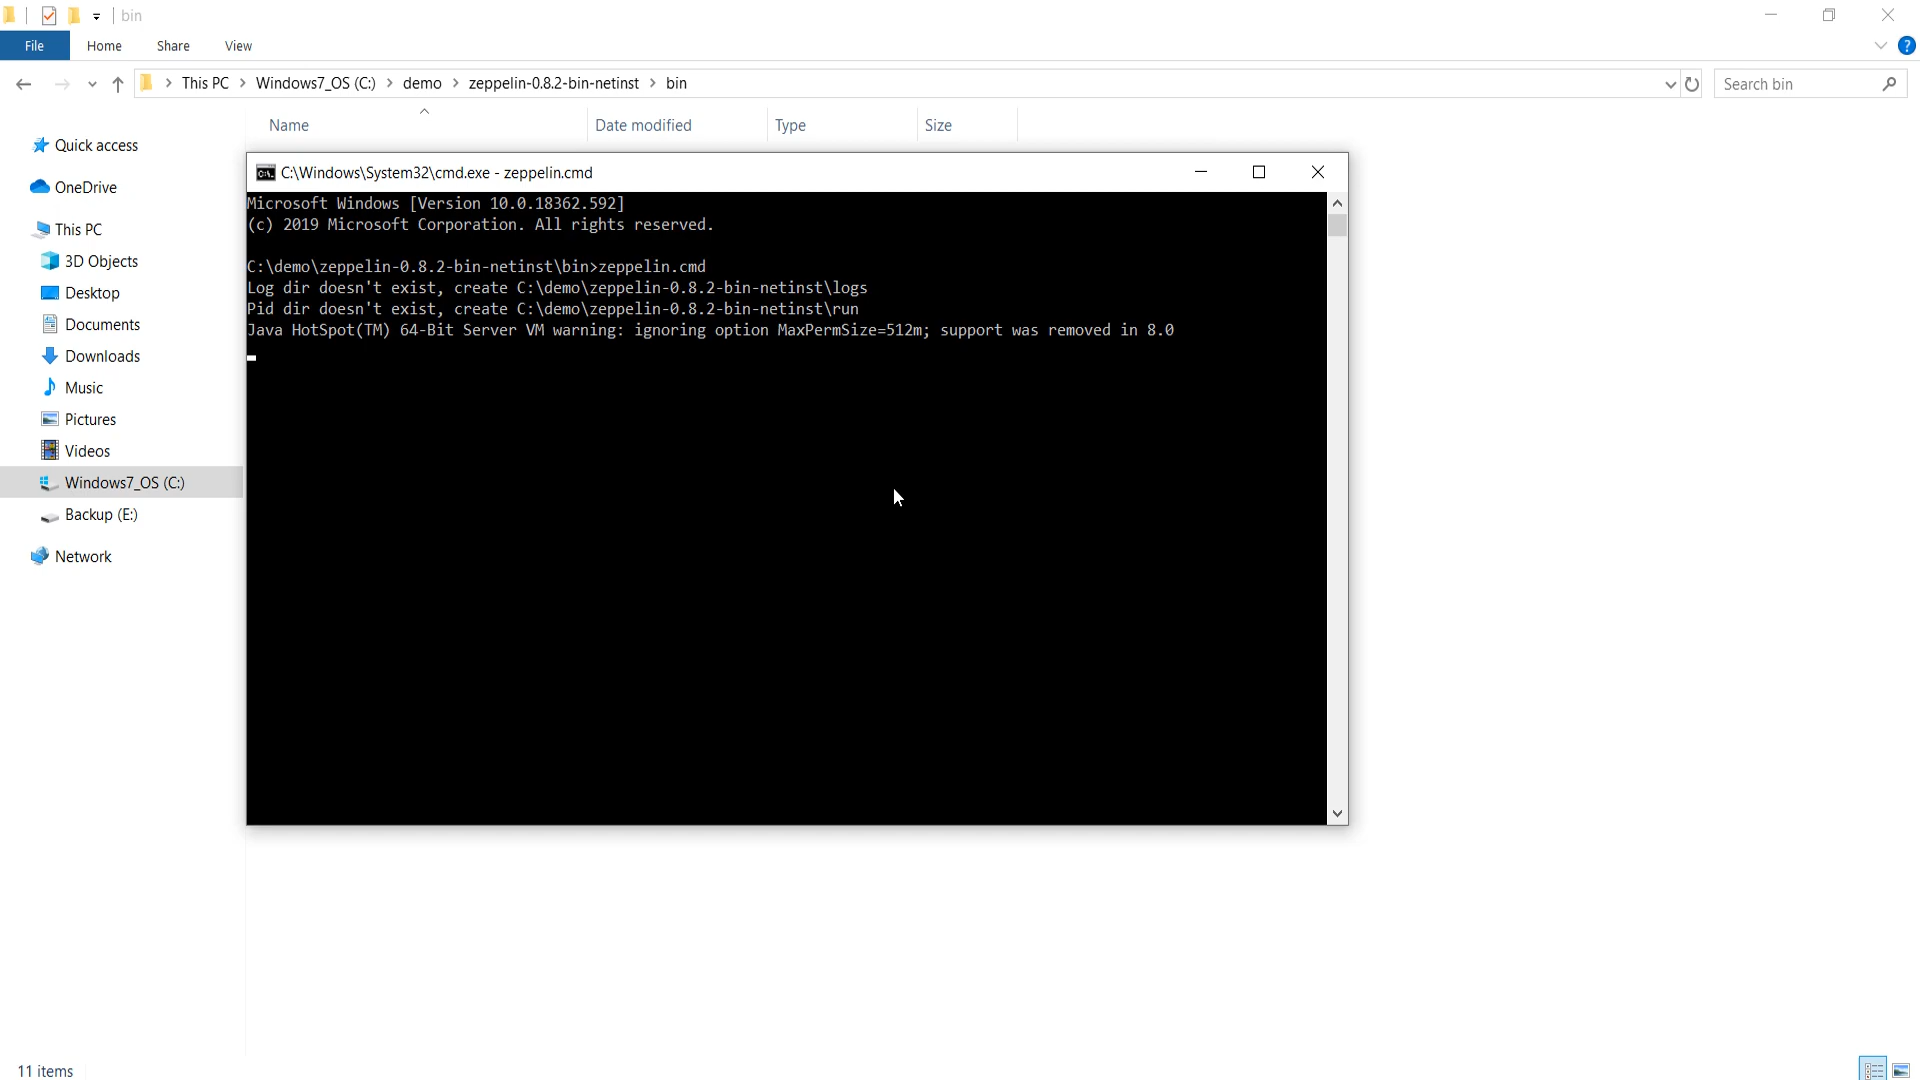 bin
File Home Share View
This PC Windows7_OS (C:) demo zeppelin-0.8.2-bin-netinst bin
Search bin
Name Date modified Type Size
Quick access
OneDrive
This PC
3D Objects
Desktop
Documents
Downloads
Music
Pictures
Videos
Windows7_OS (C:)
Backup (E:)
Network
C:\Windows\System32\cmd.exe - zeppelin.cmd
Microsoft Windows [Version 10.0.18362.592]
(c) 2019 Microsoft Corporation. All rights reserved.
C:\demo\zeppelin-0.8.2-bin-netinst\bin>zeppelin.cmd
Log dir doesn't exist, create C:\demo\zeppelin-0.8.2-bin-netinst\logs
Pid dir doesn't exist, create C:\demo\zeppelin-0.8.2-bin-netinst\run
Java HotSpot(TM) 64-Bit Server VM warning: ignoring option MaxPermSize=512m; support was removed in 8.0
11 items